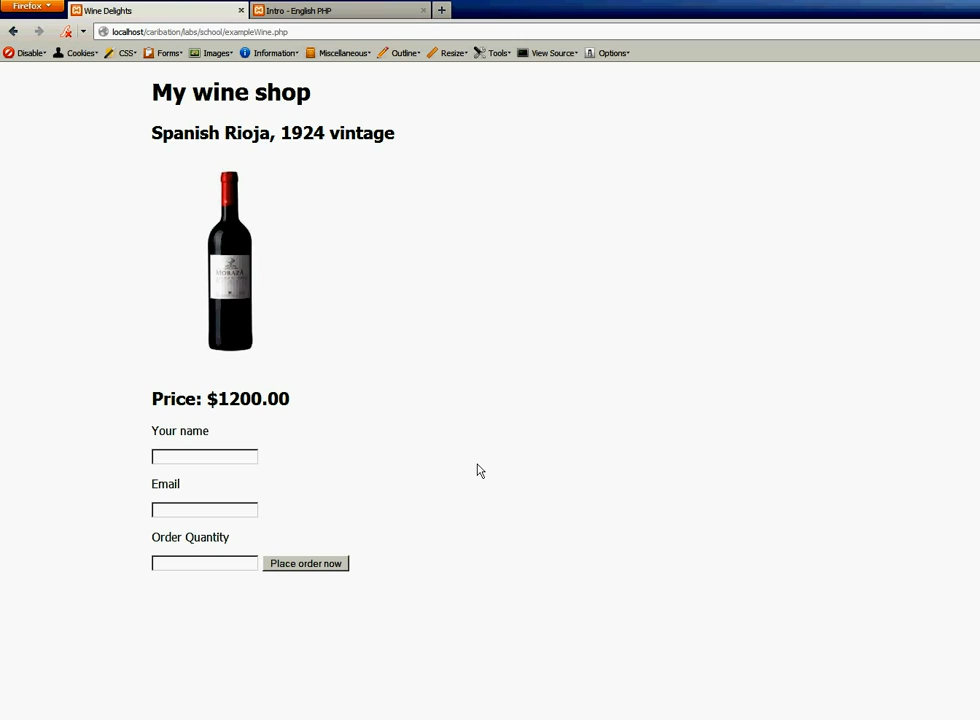 Firefox
Wine Delights
Intro - English PHP
localhost/caribation/labs/school/exampleWine.php
Disable Cookies CSS Forms Images Information Miscellaneous Outline Resize Tools View Source Options
My wine shop
Spanish Rioja, 1924 vintage
MORAZA
Price: $1200.00
Your name
Email
Order Quantity
Place order now